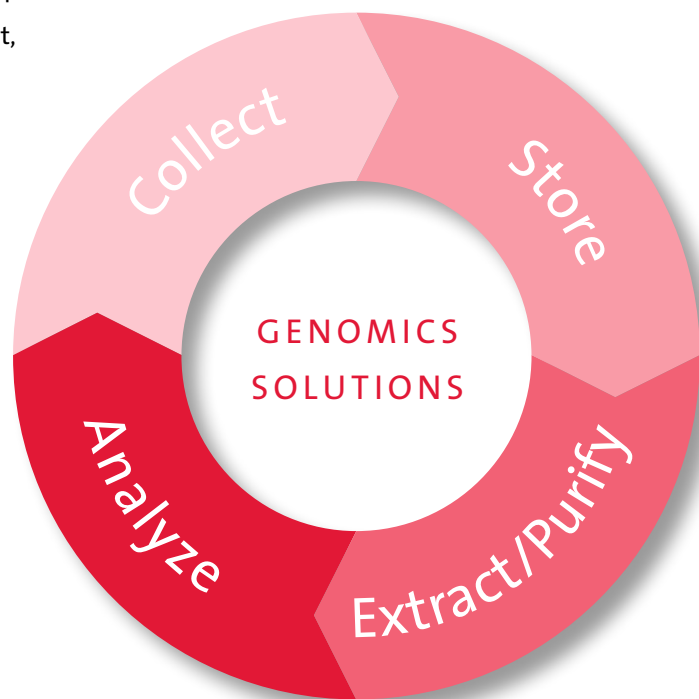 t,
Collect
Store
GENOMICS
SOLUTIONS
Analyze
Extract/Purify